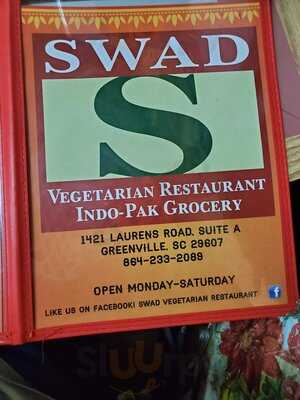 SWAD
S
VEGETARIAN RESTAURANT
INDO-PAK GROCERY
1421 LAURENS ROAD, SUITE A
GREENVILLE, SC 29607
864-233-2089
OPEN MONDAY-SATURDAY
LIKE US ON FACEBOOK! SWAD VEGETARIAN RESTAURANT
f
sluurpy